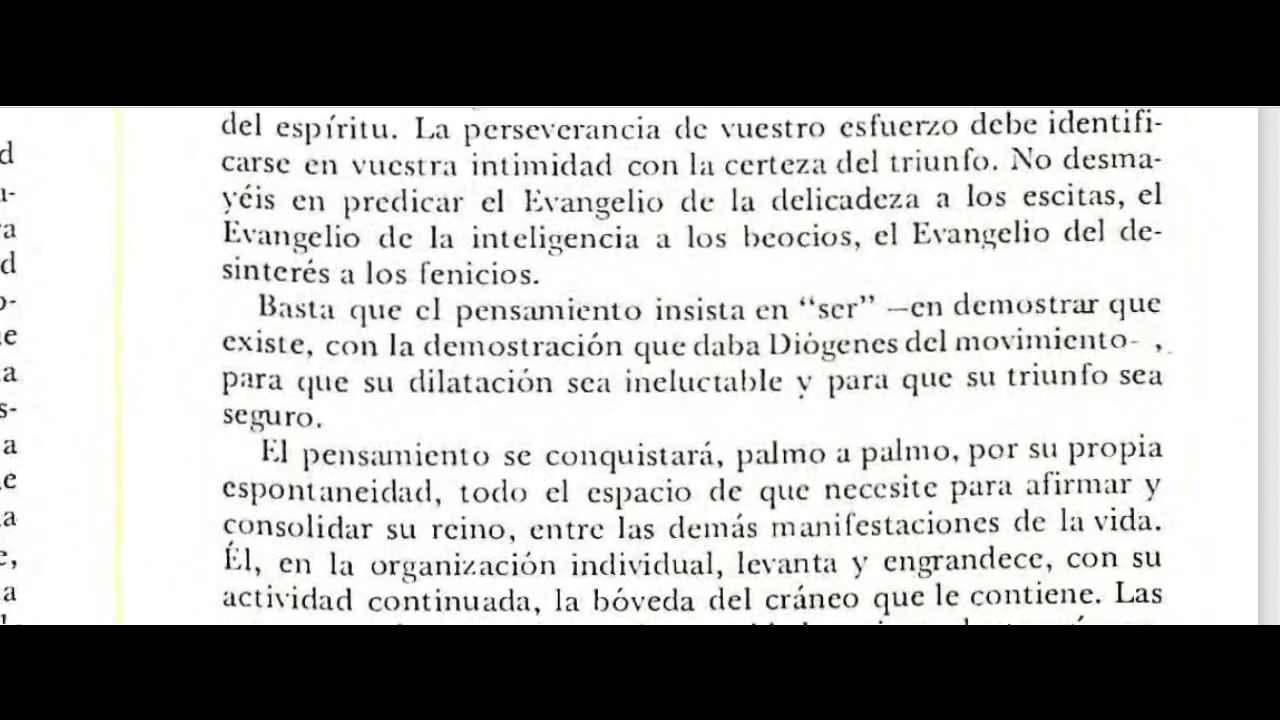 del espíritu. La perseverancia de vuestro esfuerzo debe identifi-
carse en vuestra intimidad con la certeza del triunfo. No desma-
yéis en predicar el Evangelio de la delicadeza a los escitas, el
Evangelio de la inteligencia a los beocios, el Evangelio del de-
sinterés a los fenicios.
Basta que el pensamiento insista en “ser” —en demostrar que
existe, con la demostración que daba Diógenes del movimiento- ,
para que su dilatación sea ineluctable y para que su triunfo sea
seguro.
El pensamiento se conquistará, palmo a palmo, por su propia
espontaneidad, todo el espacio de que necesite para afirmar y
consolidar su reino, entre las demás manifestaciones de la vida.
Él, en la organización individual, levanta y engrandece, con su
actividad continuada, la bóveda del cráneo que le contiene. Las